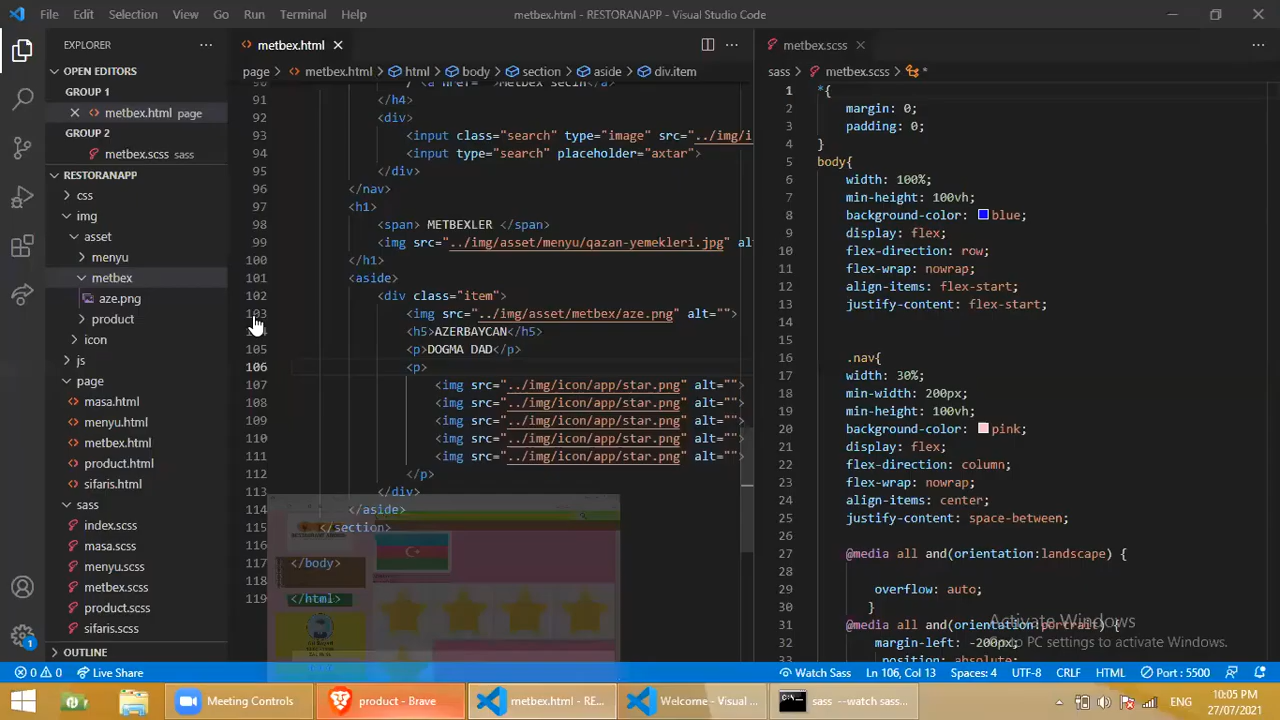 File Edit Selection View Go Run Terminal Help
metbex.html - RESTORANAPP - Visual Studio Code
EXPLORER
OPEN EDITORS
GROUP 1
metbex.html page
GROUP 2
metbex.scss sass
RESTORANAPP
css
img
asset
menyu
metbex
aze.png
product
icon
js
page
masa.html
menyu.html
metbex.html
product.html
sifaris.html
sass
index.scss
masa.scss
menyu.scss
metbex.scss
product.scss
sifaris.scss
OUTLINE
metbex.html
page > metbex.html > html > body > section > aside > div.item
91 </h4>
92 <div>
93 <input class="search" type="image" src="../img/i
94 <input type="search" placeholder="axtar">
95 </div>
96 </nav>
97 <h1>
98 <span> METBEXLER </span>
99 <img src="../img/asset/menyu/qazan-yemekleri.jpg" alt
100 </h1>
101 <aside>
102 <div class="item">
103 <img src="../img/asset/metbex/aze.png" alt="">
<h5>AZERBAYCAN</h5>
105 <p>DOGMA DAD</p>
106 <p>
107 <img src="../img/icon/app/star.png" alt="">
108 <img src="../img/icon/app/star.png" alt="">
109 <img src="../img/icon/app/star.png" alt="">
110 <img src="../img/icon/app/star.png" alt="">
111 <img src="../img/icon/app/star.png" alt="">
112 </p>
113 </div>
114 </aside>
115 </section>
116
117 </body>
118
119 </html>
metbex.scss
sass > metbex.scss > *
1 *{
2 margin: 0;
3 padding: 0;
4 }
5 body{
6 width: 100%;
7 min-height: 100vh;
8 background-color: blue;
9 display: flex;
10 flex-direction: row;
11 flex-wrap: nowrap;
12 align-items: flex-start;
13 justify-content: flex-start;
14
15
16 .nav{
17 width: 30%;
18 min-width: 200px;
19 min-height: 100vh;
20 background-color: pink;
21 display: flex;
22 flex-direction: column;
23 flex-wrap: nowrap;
24 align-items: center;
25 justify-content: space-between;
26
27 @media all and(orientation:landscape) {
28
29 overflow: auto;
30 }
31 @media all and(orientation:portrait) {
32 margin-left: -200px;
33 position: absolute;
Activate Windows
Go to PC settings to activate Windows.
0 0 Live Share
Watch Sass Ln 106, Col 13 Spaces: 4 UTF-8 CRLF HTML Port : 5500
Meeting Controls
product - Brave
metbex.html - RE...
Welcome - Visual ...
sass --watch sass...
ENG
10:05 PM
27/07/2021